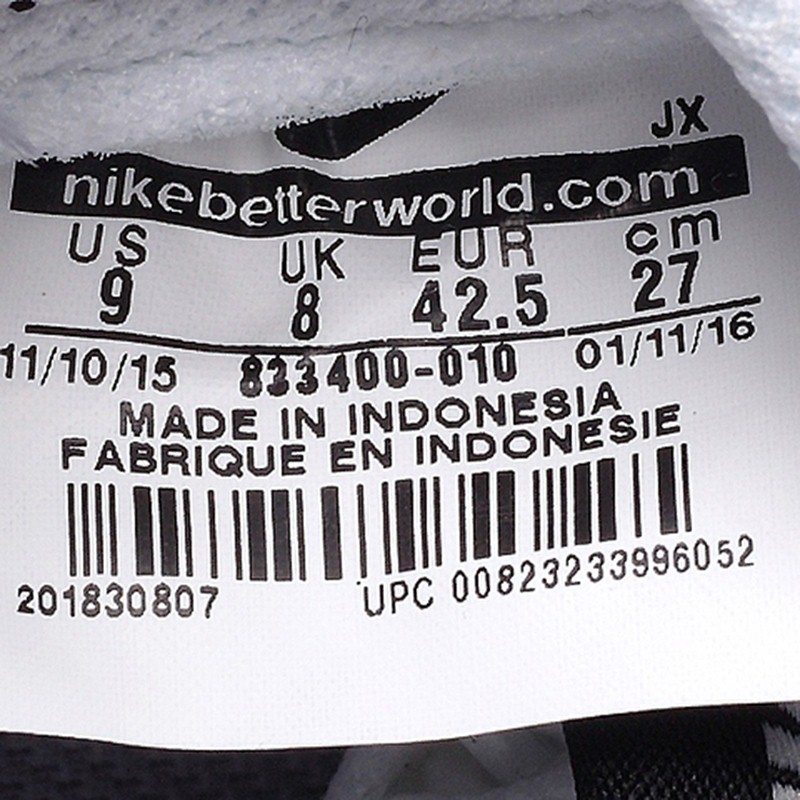 JX
nikebetterworld.com
US UK EUR cm
9 8 42.5 27
11/10/15 823400-010 01/11/16
MADE IN INDONESIA
FABRIQUE EN INDONESIE
201830807 UPC 00823233996052